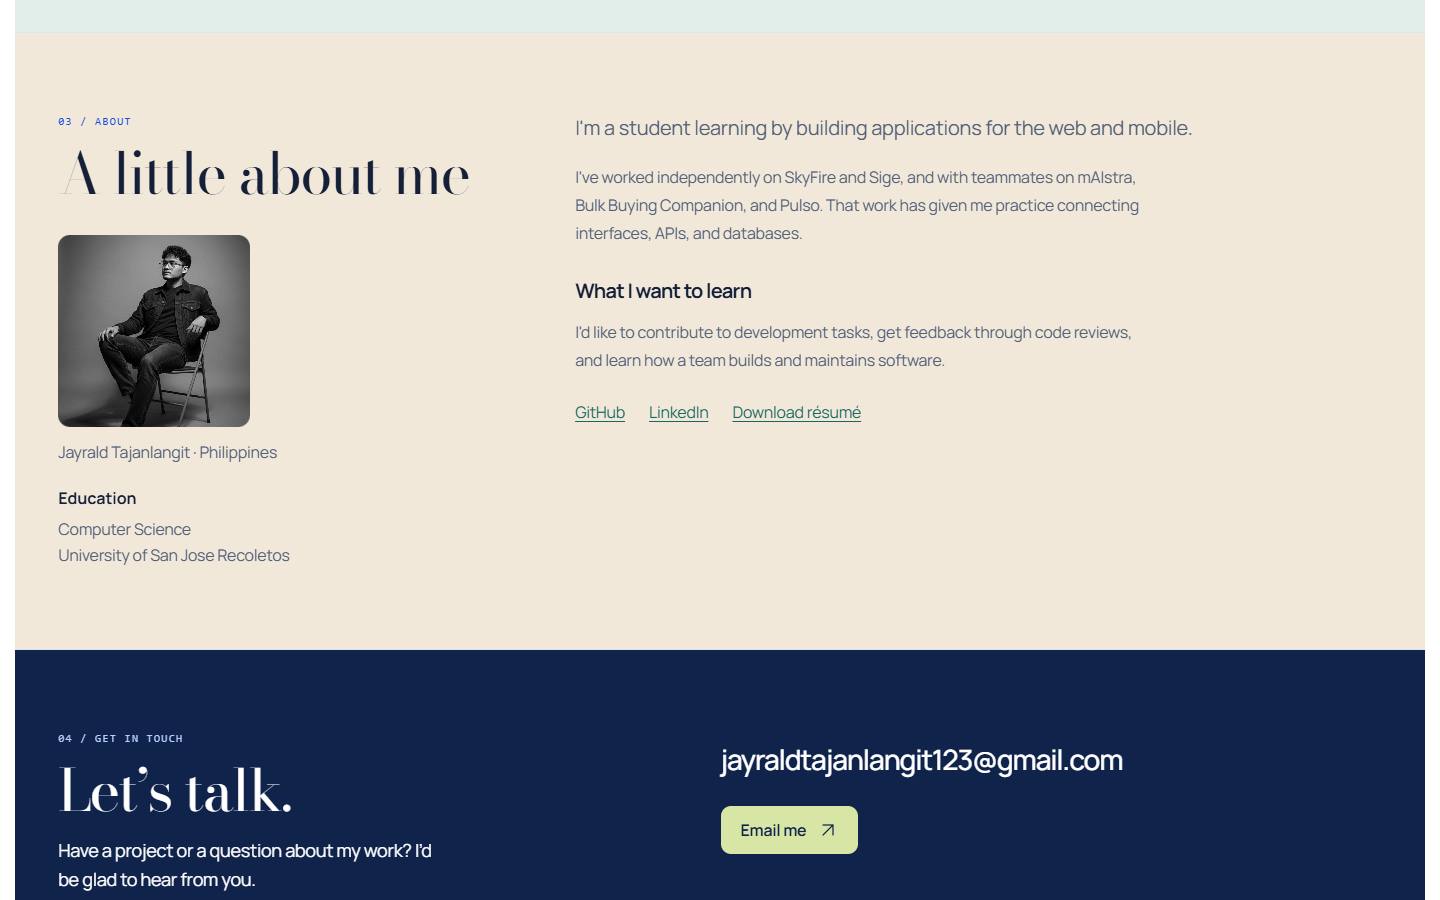 03 / ABOUT
A little about me
Jayrald Tajanlangit · Philippines
Education
Computer Science
University of San Jose Recoletos
I'm a student learning by building applications for the web and mobile.
I've worked independently on SkyFire and Sige, and with teammates on mAIstra,
Bulk Buying Companion, and Pulso. That work has given me practice connecting
interfaces, APIs, and databases.
What I want to learn
I'd like to contribute to development tasks, get feedback through code reviews,
and learn how a team builds and maintains software.
GitHub LinkedIn Download résumé
04 / GET IN TOUCH
Let’s talk.
Have a project or a question about my work? I'd
be glad to hear from you.
jayraldtajanlangit123@gmail.com
Email me